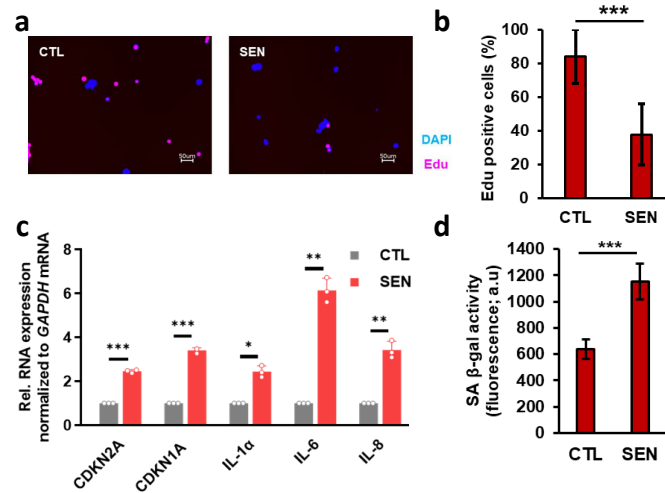 a
CTL
SEN
50um
50um
DAPI
Edu
b
***
Edu positive cells (%)
100
80
60
40
20
0
CTL
SEN
c
Rel. RNA expression
normalized to GAPDH mRNA
8
6
4
2
0
CTL
SEN
***
***
*
**
**
CDKN2A
CDKN1A
IL-1α
IL-6
IL-8
d
***
SA β-gal activity
(fluorescence; a.u)
1400
1200
1000
800
600
400
200
0
CTL
SEN